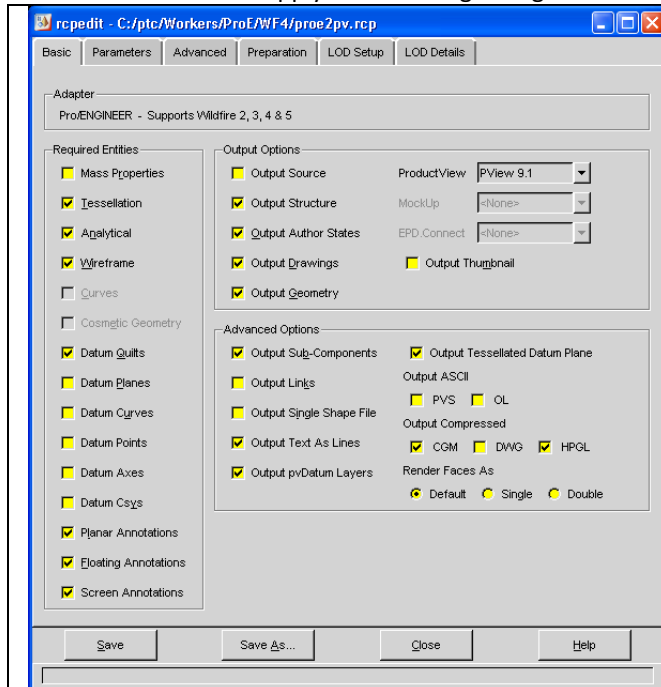 rcpedit - C:/ptc/Workers/ProE/WF4/proe2pv.rcp
Basic Parameters Advanced Preparation LOD Setup LOD Details
Adapter
Pro/ENGINEER - Supports Wildfire 2, 3, 4 & 5
Required Entities
Mass Properties
Tessellation
Analytical
Wireframe
Curves
Cosmetic Geometry
Datum Quilts
Datum Planes
Datum Curves
Datum Points
Datum Axes
Datum Csys
Planar Annotations
Floating Annotations
Screen Annotations
Output Options
Output Source ProductView PView 9.1
Output Structure MockUp <None>
Output Author States EPD.Connect <None>
Output Drawings Output Thumbnail
Output Geometry
Advanced Options
Output Sub-Components Output Tessellated Datum Plane
Output Links Output ASCII
PVS OL
Output Single Shape File
Output Compressed
Output Text As Lines CGM DWG HPGL
Output pvDatum Layers Render Faces As
Default Single Double
Save Save As... Close Help